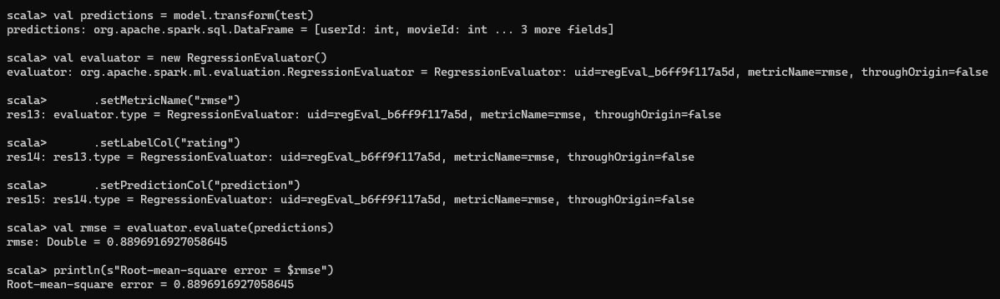 scala> val predictions = model.transform(test)
predictions: org.apache.spark.sql.DataFrame = [userId: int, movieId: int ... 3 more fields]
scala> val evaluator = new RegressionEvaluator()
evaluator: org.apache.spark.ml.evaluation.RegressionEvaluator = RegressionEvaluator: uid=regEval_b6ff9f117a5d, metricName=rmse, throughOrigin=false
scala>       .setMetricName("rmse")
res13: evaluator.type = RegressionEvaluator: uid=regEval_b6ff9f117a5d, metricName=rmse, throughOrigin=false
scala>       .setLabelCol("rating")
res14: res13.type = RegressionEvaluator: uid=regEval_b6ff9f117a5d, metricName=rmse, throughOrigin=false
scala>       .setPredictionCol("prediction")
res15: res14.type = RegressionEvaluator: uid=regEval_b6ff9f117a5d, metricName=rmse, throughOrigin=false
scala> val rmse = evaluator.evaluate(predictions)
rmse: Double = 0.8896916927058645
scala> println(s"Root-mean-square error = $rmse")
Root-mean-square error = 0.8896916927058645